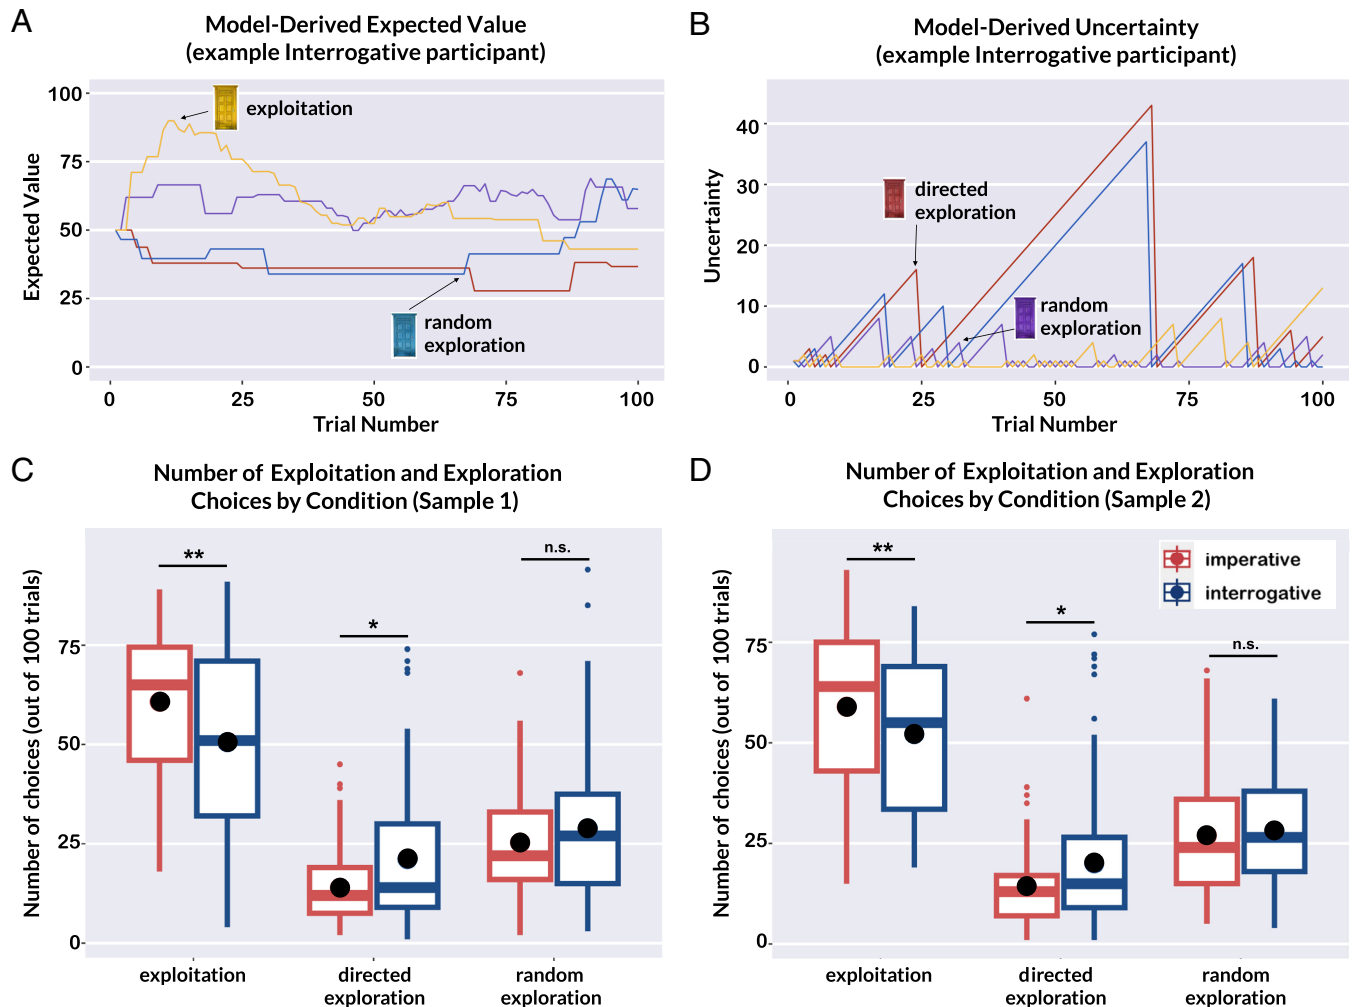 A
Model-Derived Expected Value
(example Interrogative participant)
Expected Value
100
75
50
25
0
exploitation
random
exploration
0
25
50
75
100
Trial Number
B
Model-Derived Uncertainty
(example Interrogative participant)
Uncertainty
40
30
20
10
0
directed
exploration
random
exploration
0
25
50
75
100
Trial Number
C
Number of Exploitation and Exploration
Choices by Condition (Sample 1)
Number of choices (out of 100 trials)
75
50
25
0
**
*
n.s.
exploitation
directed
exploration
random
exploration
D
Number of Exploitation and Exploration
Choices by Condition (Sample 2)
Number of choices (out of 100 trials)
75
50
25
0
**
*
n.s.
imperative
interrogative
exploitation
directed
exploration
random
exploration